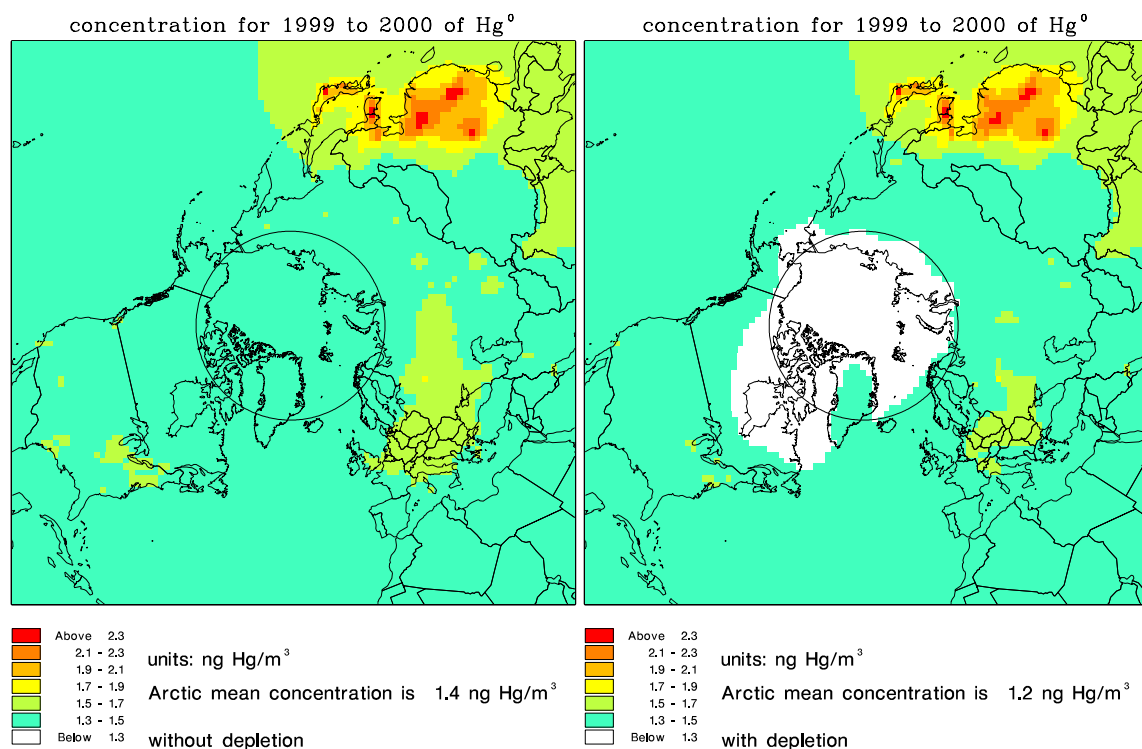 concentration for 1999 to 2000 of Hg⁰
Above 2.3
2.1 - 2.3
1.9 - 2.1
1.7 - 1.9
1.5 - 1.7
1.3 - 1.5
Below 1.3
units: ng Hg/m³
Arctic mean concentration is 1.4 ng Hg/m³
without depletion
concentration for 1999 to 2000 of Hg⁰
Above 2.3
2.1 - 2.3
1.9 - 2.1
1.7 - 1.9
1.5 - 1.7
1.3 - 1.5
Below 1.3
units: ng Hg/m³
Arctic mean concentration is 1.2 ng Hg/m³
with depletion